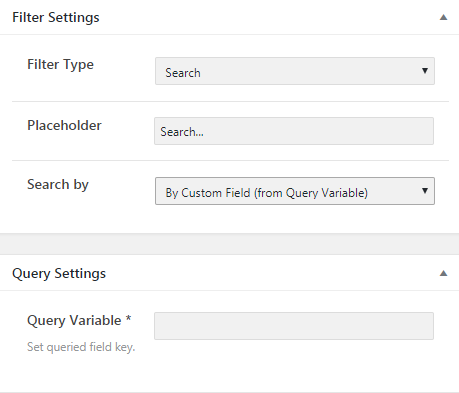 Filter Settings
Filter Type
Search
Placeholder
Search...
Search by
By Custom Field (from Query Variable)
Query Settings
Query Variable *
Set queried field key.